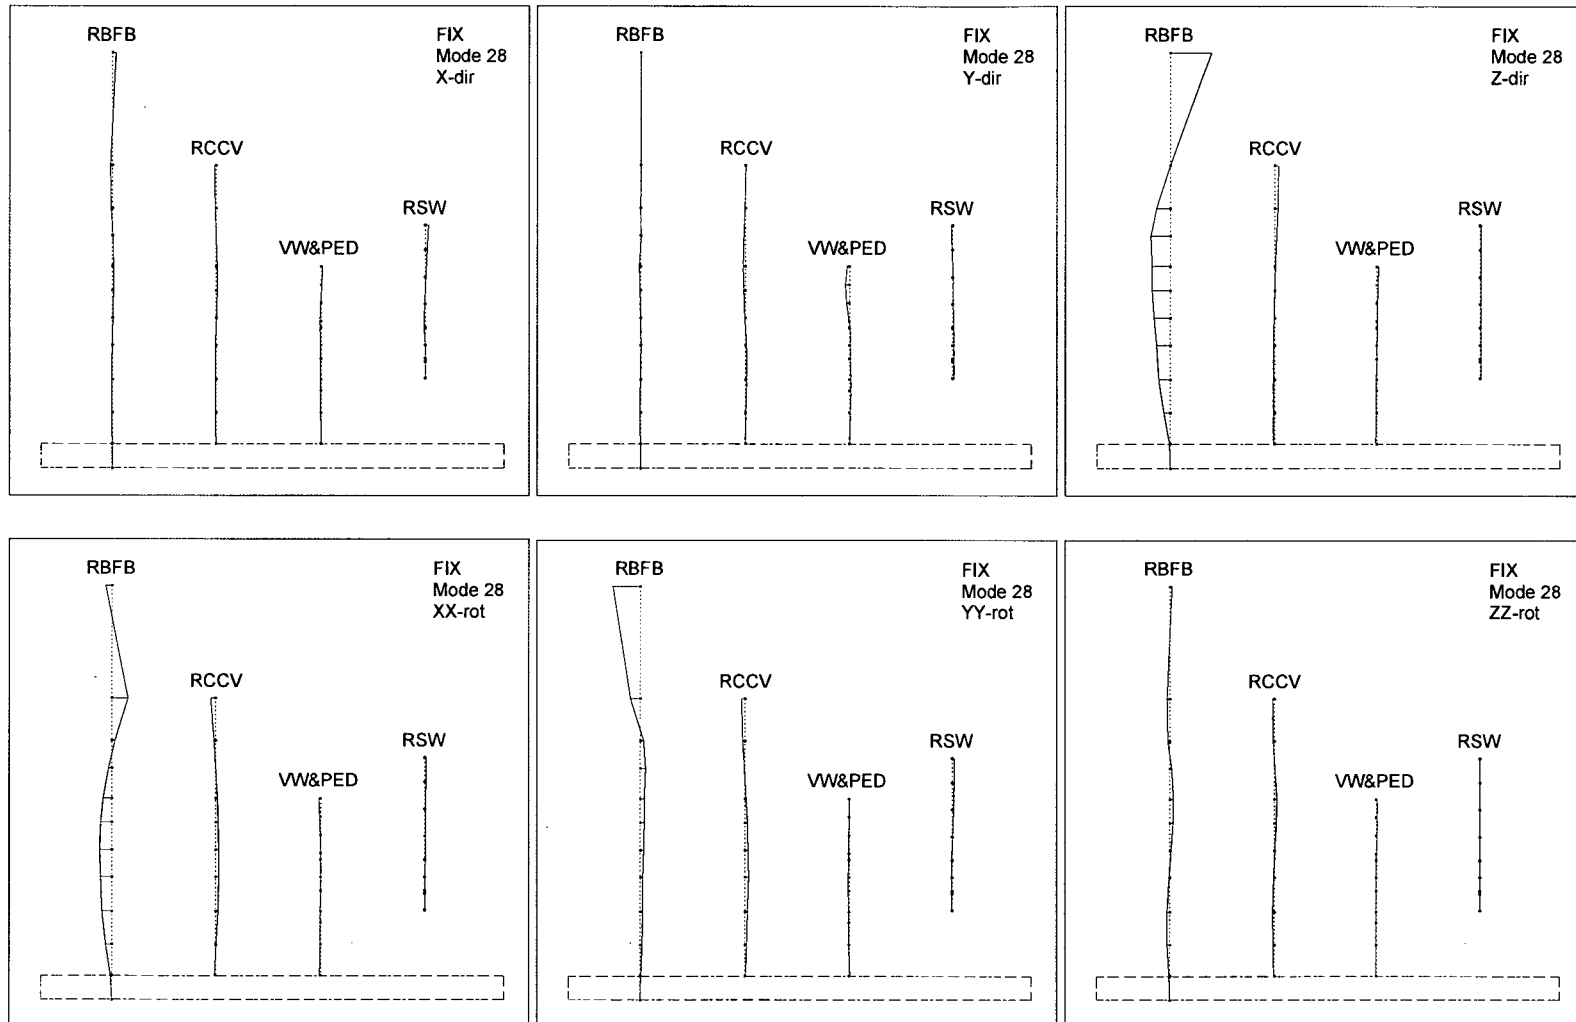 RBFB
FIX
Mode 28
X-dir
RCCV
RSW
VW&PED
RBFB
FIX
Mode 28
Y-dir
RCCV
RSW
VW&PED
RBFB
FIX
Mode 28
Z-dir
RCCV
RSW
VW&PED
RBFB
FIX
Mode 28
XX-rot
RCCV
RSW
VW&PED
RBFB
FIX
Mode 28
YY-rot
RCCV
RSW
VW&PED
RBFB
FIX
Mode 28
ZZ-rot
RCCV
RSW
VW&PED